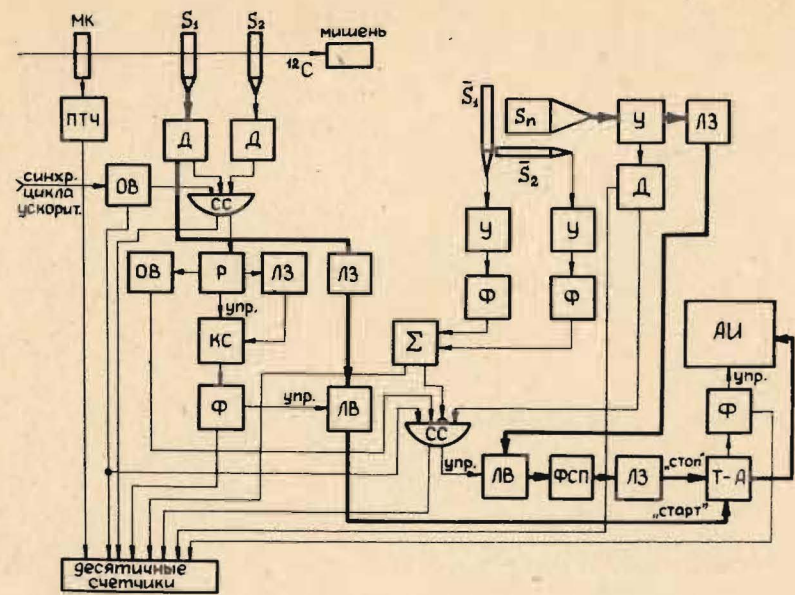 МК S₁ S₂ мишень
¹²C
ПТЧ Д Д
S̄₁ Sп У ЛЗ
S̄₂ Д
синхр.
цикла
ускорит.
ОВ
СС
У У
ОВ Р ЛЗ ЛЗ
упр.
Ф Ф
КС
Σ
АИ
упр.
Ф упр. ЛВ
СС
Ф
упр. ЛВ ФСП ЛЗ „стоп" Т-А
„старт"
десятичные
счетчики